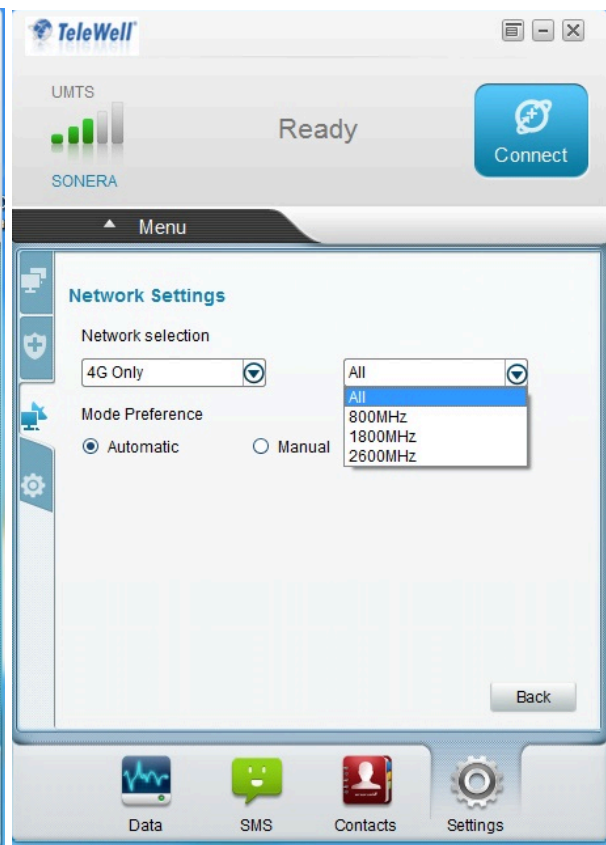 TeleWell
UMTS
Ready
Connect
SONERA
Menu
Network Settings
Network selection
4G Only
All
All
800MHz
1800MHz
2600MHz
Mode Preference
Automatic
Manual
Back
Data
SMS
Contacts
Settings